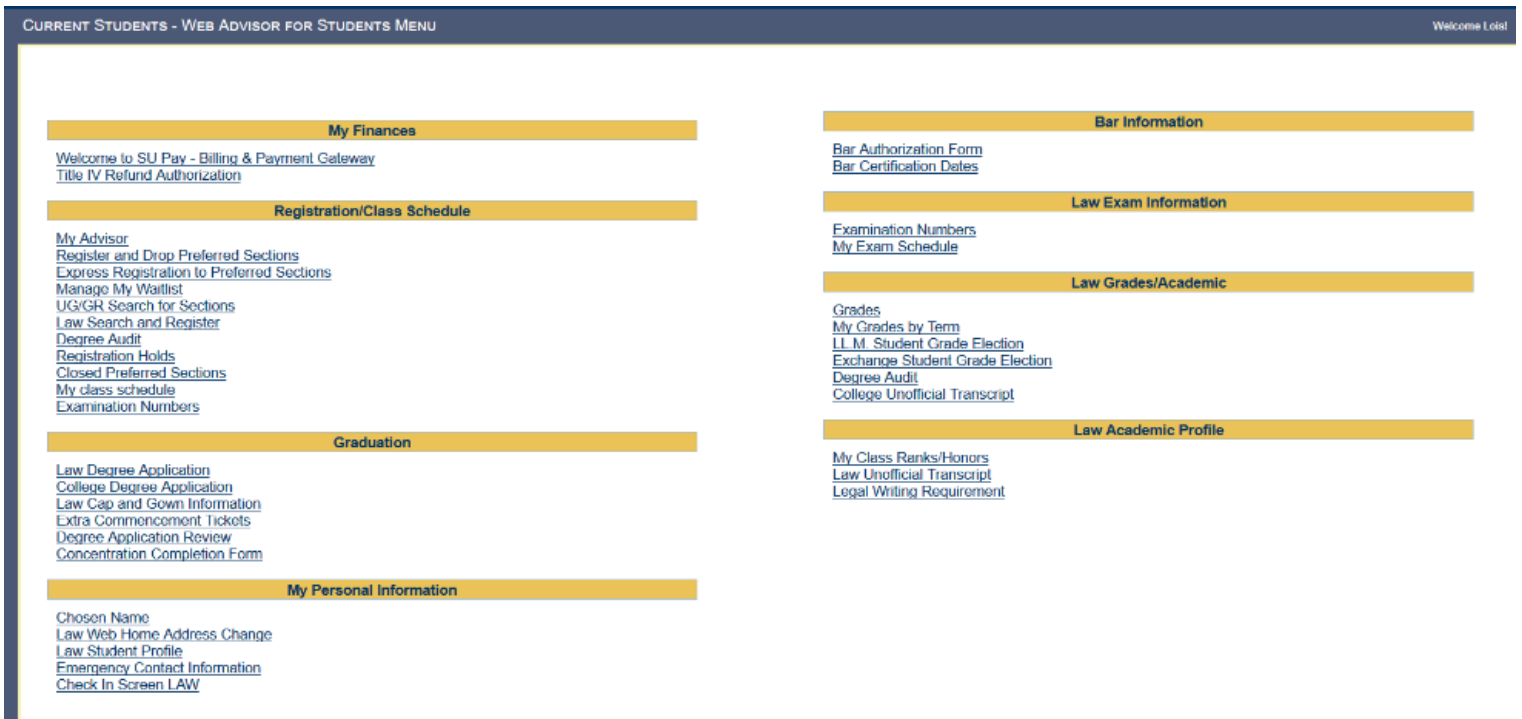 Current Students - Web Advisor for Students Menu
Welcome Lois!
My Finances
Welcome to SU Pay - Billing & Payment Gateway
Title IV Refund Authorization
Registration/Class Schedule
My Advisor
Register and Drop Preferred Sections
Express Registration to Preferred Sections
Manage My Waitlist
UG/GR Search for Sections
Law Search and Register
Degree Audit
Registration Holds
Closed Preferred Sections
My class schedule
Examination Numbers
Graduation
Law Degree Application
College Degree Application
Law Cap and Gown Information
Extra Commencement Tickets
Degree Application Review
Concentration Completion Form
My Personal Information
Chosen Name
Law Web Home Address Change
Law Student Profile
Emergency Contact Information
Check In Screen LAW
Bar Information
Bar Authorization Form
Bar Certification Dates
Law Exam Information
Examination Numbers
My Exam Schedule
Law Grades/Academic
Grades
My Grades by Term
LL.M. Student Grade Election
Exchange Student Grade Election
Degree Audit
College Unofficial Transcript
Law Academic Profile
My Class Ranks/Honors
Law Unofficial Transcript
Legal Writing Requirement